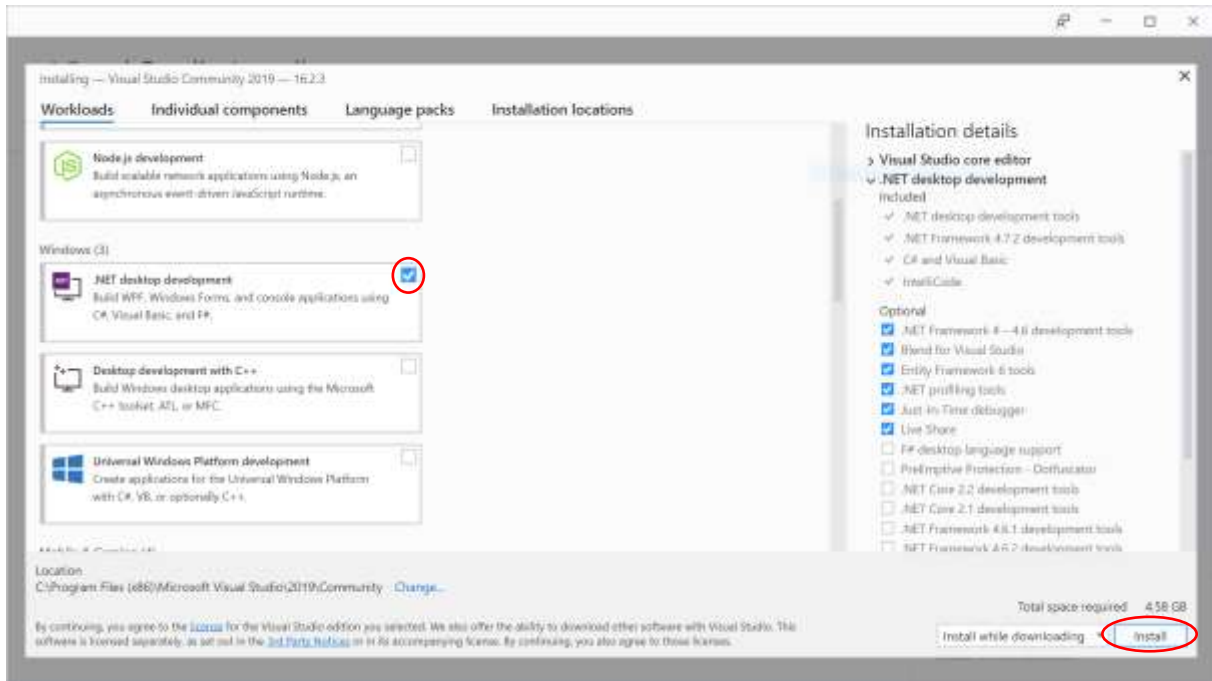 Installing — Visual Studio Community 2019 — 16.2.3
Workloads Individual components Language packs Installation locations
Node.js development
Build scalable network applications using Node.js, an
asynchronous event-driven JavaScript runtime.
Windows (3)
.NET desktop development
Build WPF, Windows Forms, and console applications using
C#, Visual Basic, and F#.
Desktop development with C++
Build Windows desktop applications using the Microsoft
C++ toolset, ATL, or MFC.
Universal Windows Platform development
Create applications for the Universal Windows Platform
with C#, VB, or optionally C++.
Installation details
Visual Studio core editor
.NET desktop development
Included
.NET desktop development tools
.NET Framework 4.7.2 development tools
C# and Visual Basic
IntelliCode
Optional
.NET Framework 4 – 4.6 development tools
Blend for Visual Studio
Entity Framework 6 tools
.NET profiling tools
Just-In-Time debugger
Live Share
F# desktop language support
PreEmptive Protection - Dotfuscator
.NET Core 2.2 development tools
.NET Core 2.1 development tools
.NET Framework 4.6.1 development tools
.NET Framework 4.6.2 development tools
Location
C:\Program Files (x86)\Microsoft Visual Studio\2019\Community Change...
By continuing, you agree to the license for the Visual Studio edition you selected. We also offer the ability to download other software with Visual Studio. This
software is licensed separately, as set out in the 3rd Party Notices or in its accompanying license. By continuing, you also agree to those licenses.
Total space required 4.58 GB
Install while downloading Install